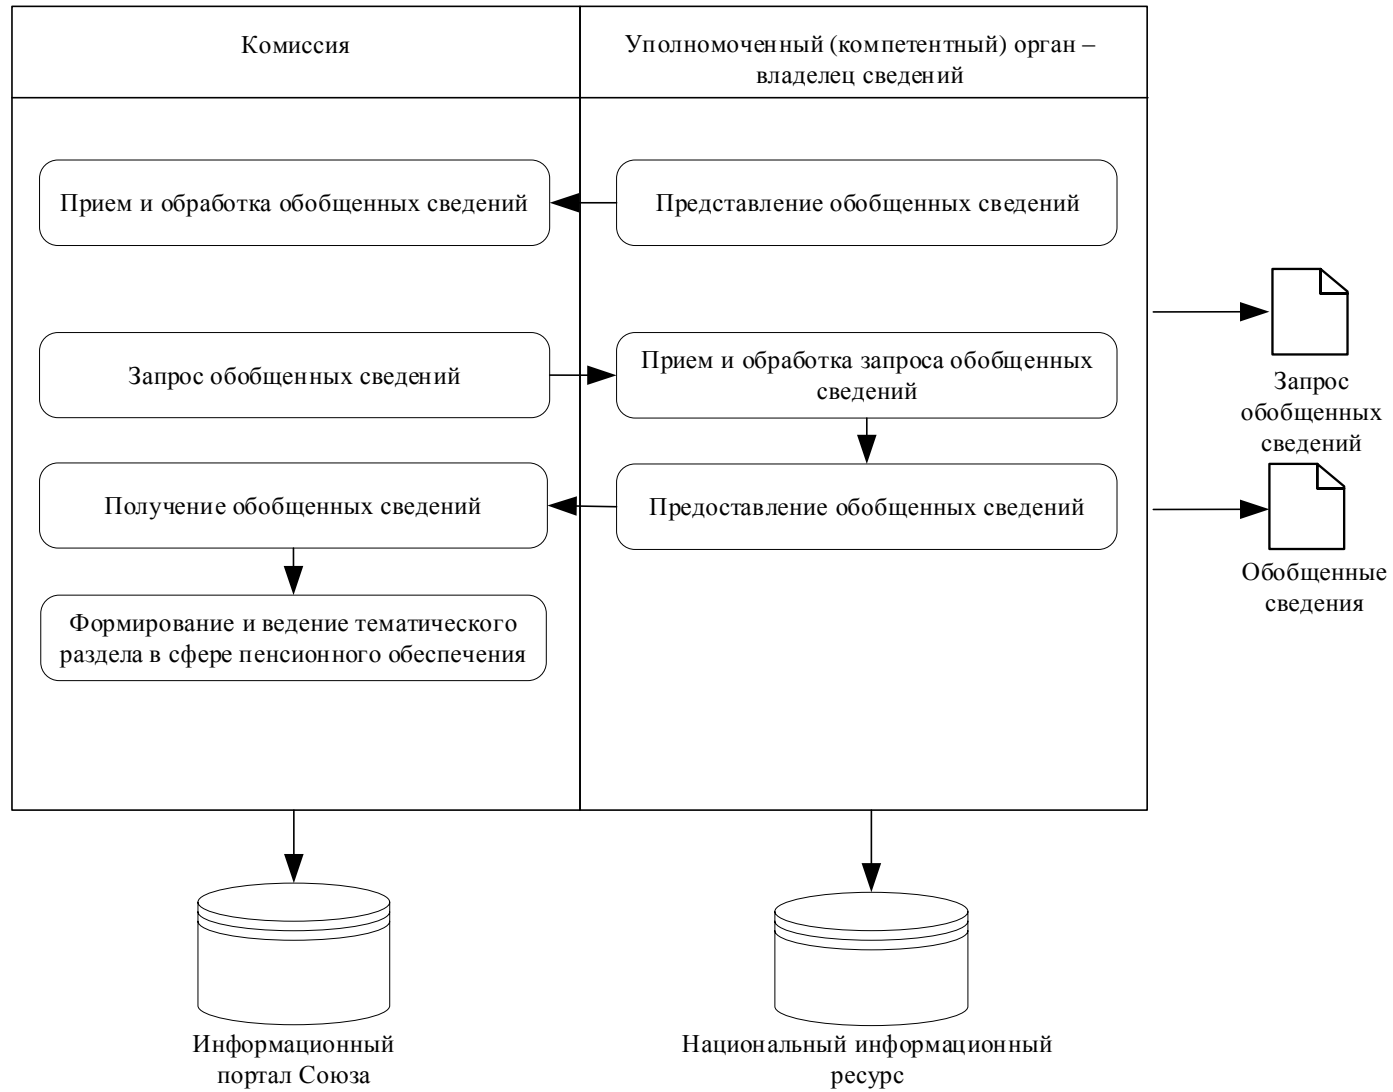 Комиссия
Уполномоченный (компетентный) орган –
владелец сведений
Прием и обработка обобщенных сведений
Представление обобщенных сведений
Запрос обобщенных сведений
Прием и обработка запроса обобщенных
сведений
Запрос
обобщенных
сведений
Получение обобщенных сведений
Предоставление обобщенных сведений
Обобщенные
сведения
Формирование и ведение тематического
раздела в сфере пенсионного обеспечения
Информационный
портал Союза
Национальный информационный
ресурс